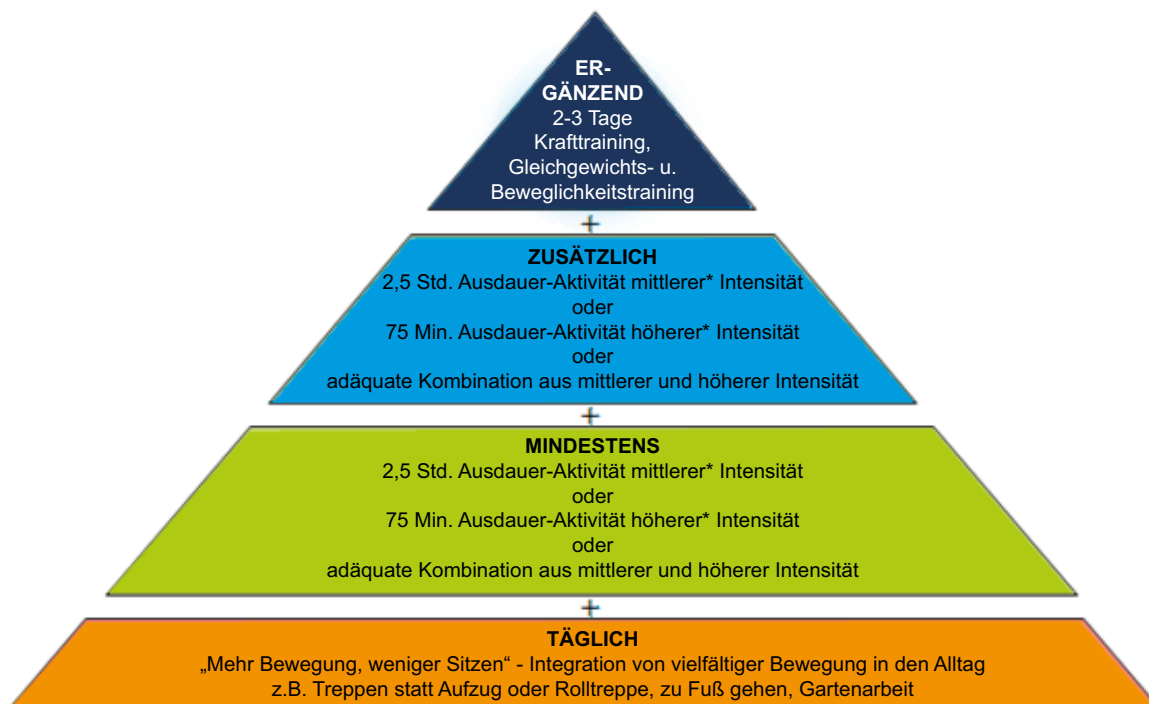 ER-
GÄNZEND
2-3 Tage
Krafttraining,
Gleichgewichts- u.
Beweglichkeitstraining
+
ZUSÄTZLICH
2,5 Std. Ausdauer-Aktivität mittlerer* Intensität
oder
75 Min. Ausdauer-Aktivität höherer* Intensität
oder
adäquate Kombination aus mittlerer und höherer Intensität
+
MINDESTENS
2,5 Std. Ausdauer-Aktivität mittlerer* Intensität
oder
75 Min. Ausdauer-Aktivität höherer* Intensität
oder
adäquate Kombination aus mittlerer und höherer Intensität
+
TÄGLICH
„Mehr Bewegung, weniger Sitzen“ - Integration von vielfältiger Bewegung in den Alltag
z.B. Treppen statt Aufzug oder Rolltreppe, zu Fuß gehen, Gartenarbeit